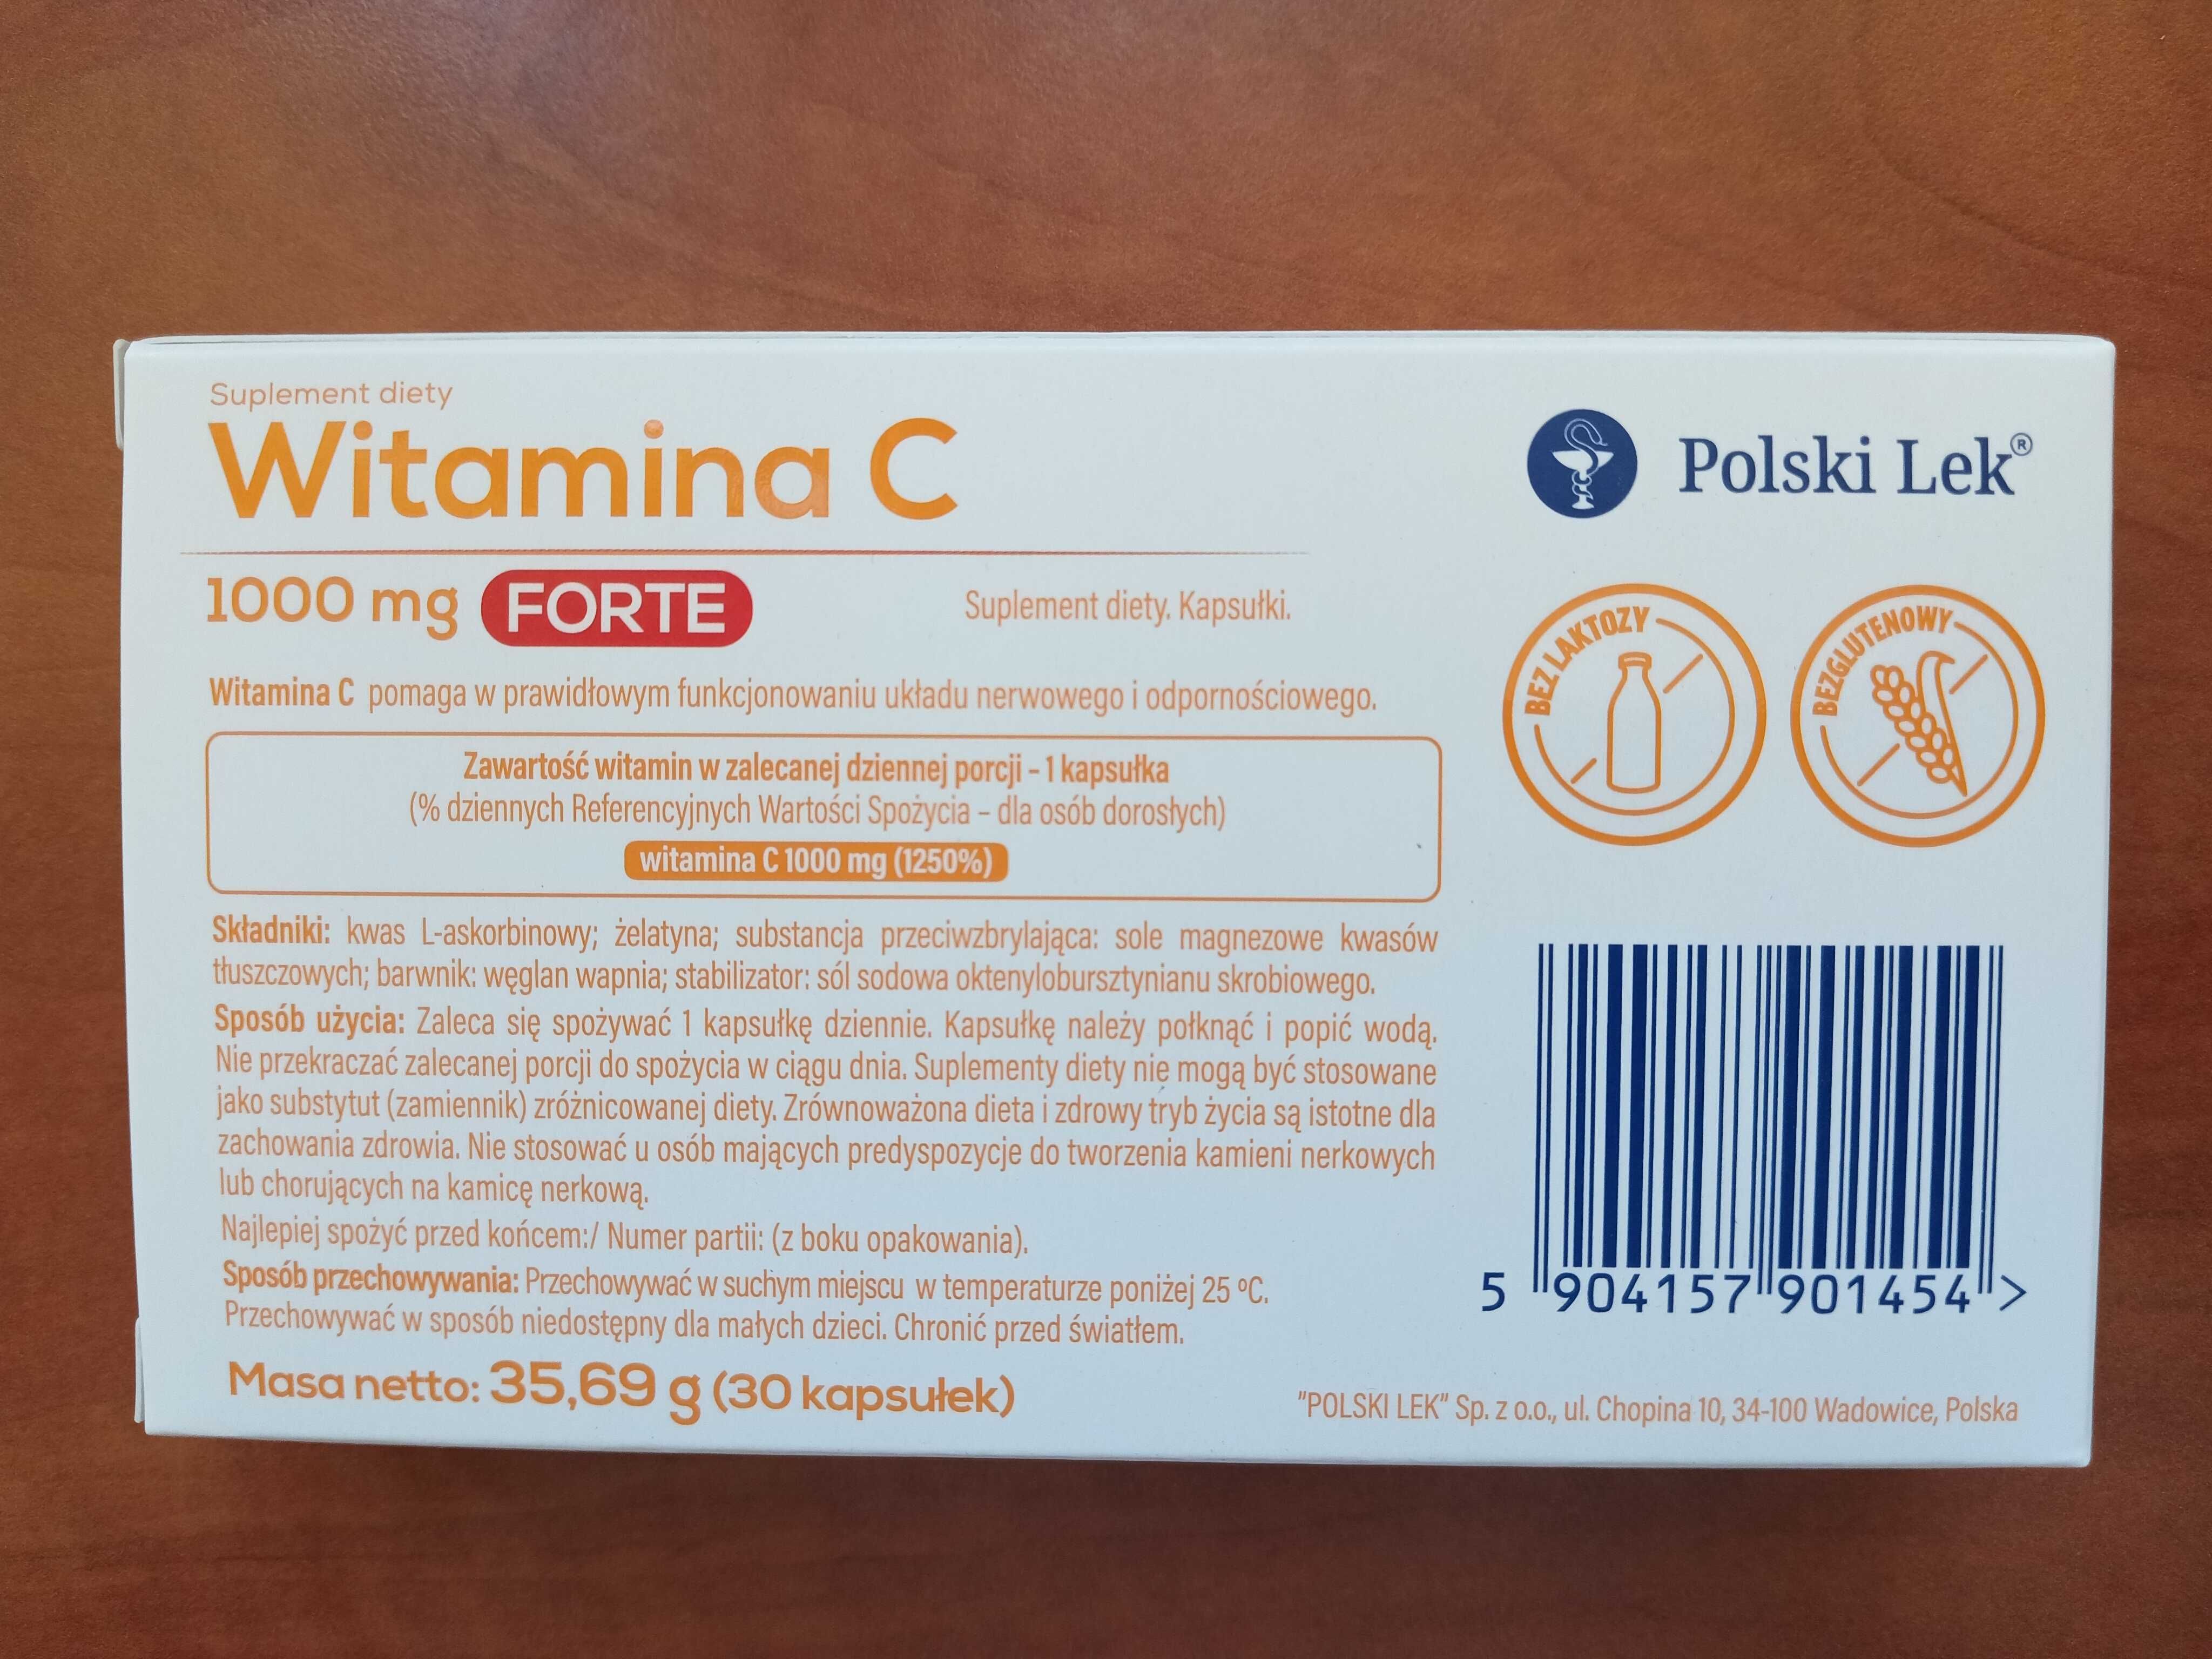 Suplement diety
Witamina C
1000 mg FORTE
Suplement diety. Kapsułki.
Witamina C pomaga w prawidłowym funkcjonowaniu układu nerwowego i odpornościowego.
Zawartość witamin w zalecanej dziennej porcji – 1 kapsułka
(% dziennych Referencyjnych Wartości Spożycia – dla osób dorosłych)
witamina C 1000 mg (1250%)
Składniki: kwas L-askorbinowy; żelatyna; substancja przeciwzbrylająca: sole magnezowe kwasów
tłuszczowych; barwnik: węglan wapnia; stabilizator: sól sodowa oktenylobursztynianu skrobiowego.
Sposób użycia: Zaleca się spożywać 1 kapsułkę dziennie. Kapsułkę należy połknąć i popić wodą.
Nie przekraczać zalecanej porcji do spożycia w ciągu dnia. Suplementy diety nie mogą być stosowane
jako substytut (zamiennik) zróżnicowanej diety. Zrównoważona dieta i zdrowy tryb życia są istotne dla
zachowania zdrowia. Nie stosować u osób mających predyspozycje do tworzenia kamieni nerkowych
lub chorujących na kamicę nerkową.
Najlepiej spożyć przed końcem:/ Numer partii: (z boku opakowania).
Sposób przechowywania: Przechowywać w suchym miejscu w temperaturze poniżej 25 ºC.
Przechowywać w sposób niedostępny dla małych dzieci. Chronić przed światłem.
Masa netto: 35,69 g (30 kapsułek)
Polski Lek®
BEZ LAKTOZY
BEZGLUTENOWY
5 904157 901454 >
"POLSKI LEK" Sp. z o.o., ul. Chopina 10, 34-100 Wadowice, Polska